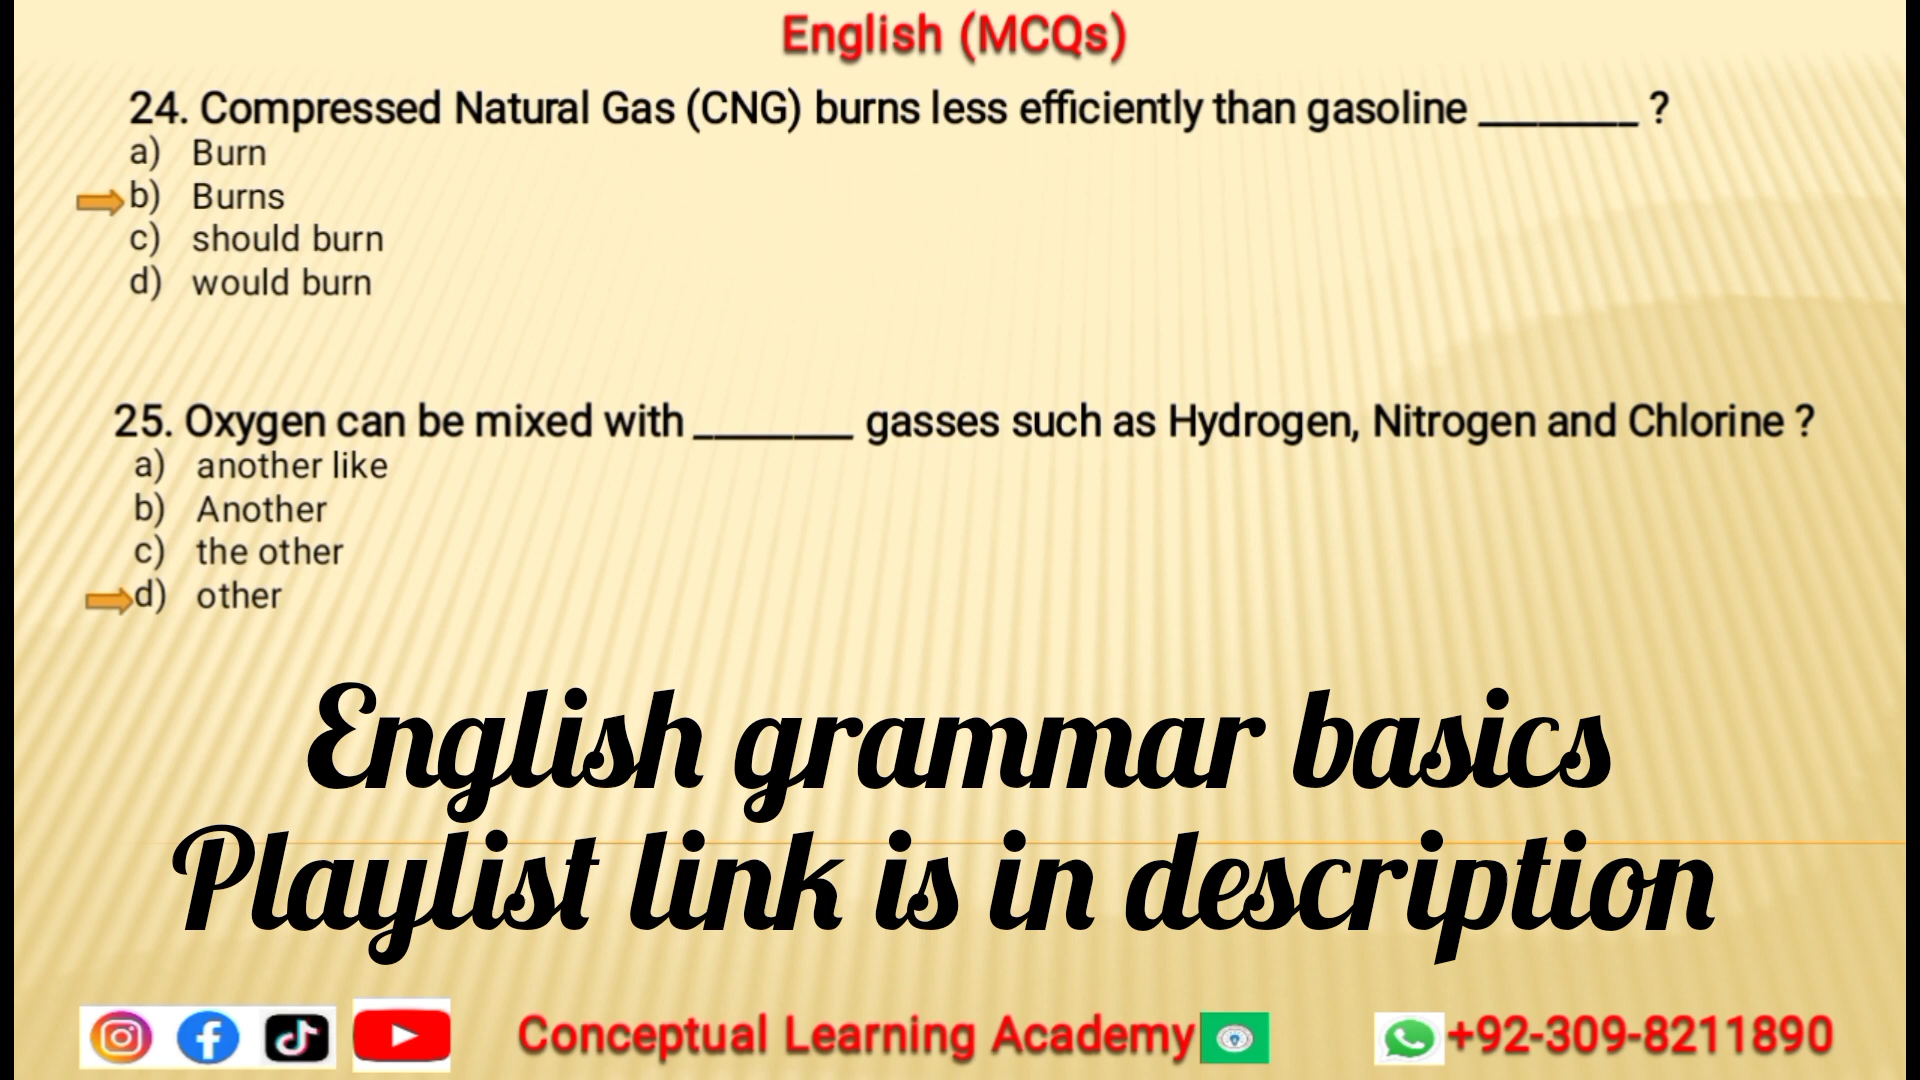 English (MCQs)
24. Compressed Natural Gas (CNG) burns less efficiently than gasoline ________ ?
a) Burn
b) Burns
c) should burn
d) would burn
25. Oxygen can be mixed with ________ gasses such as Hydrogen, Nitrogen and Chlorine ?
a) another like
b) Another
c) the other
d) other
English grammar basics
Playlist link is in description
Conceptual Learning Academy +92-309-8211890